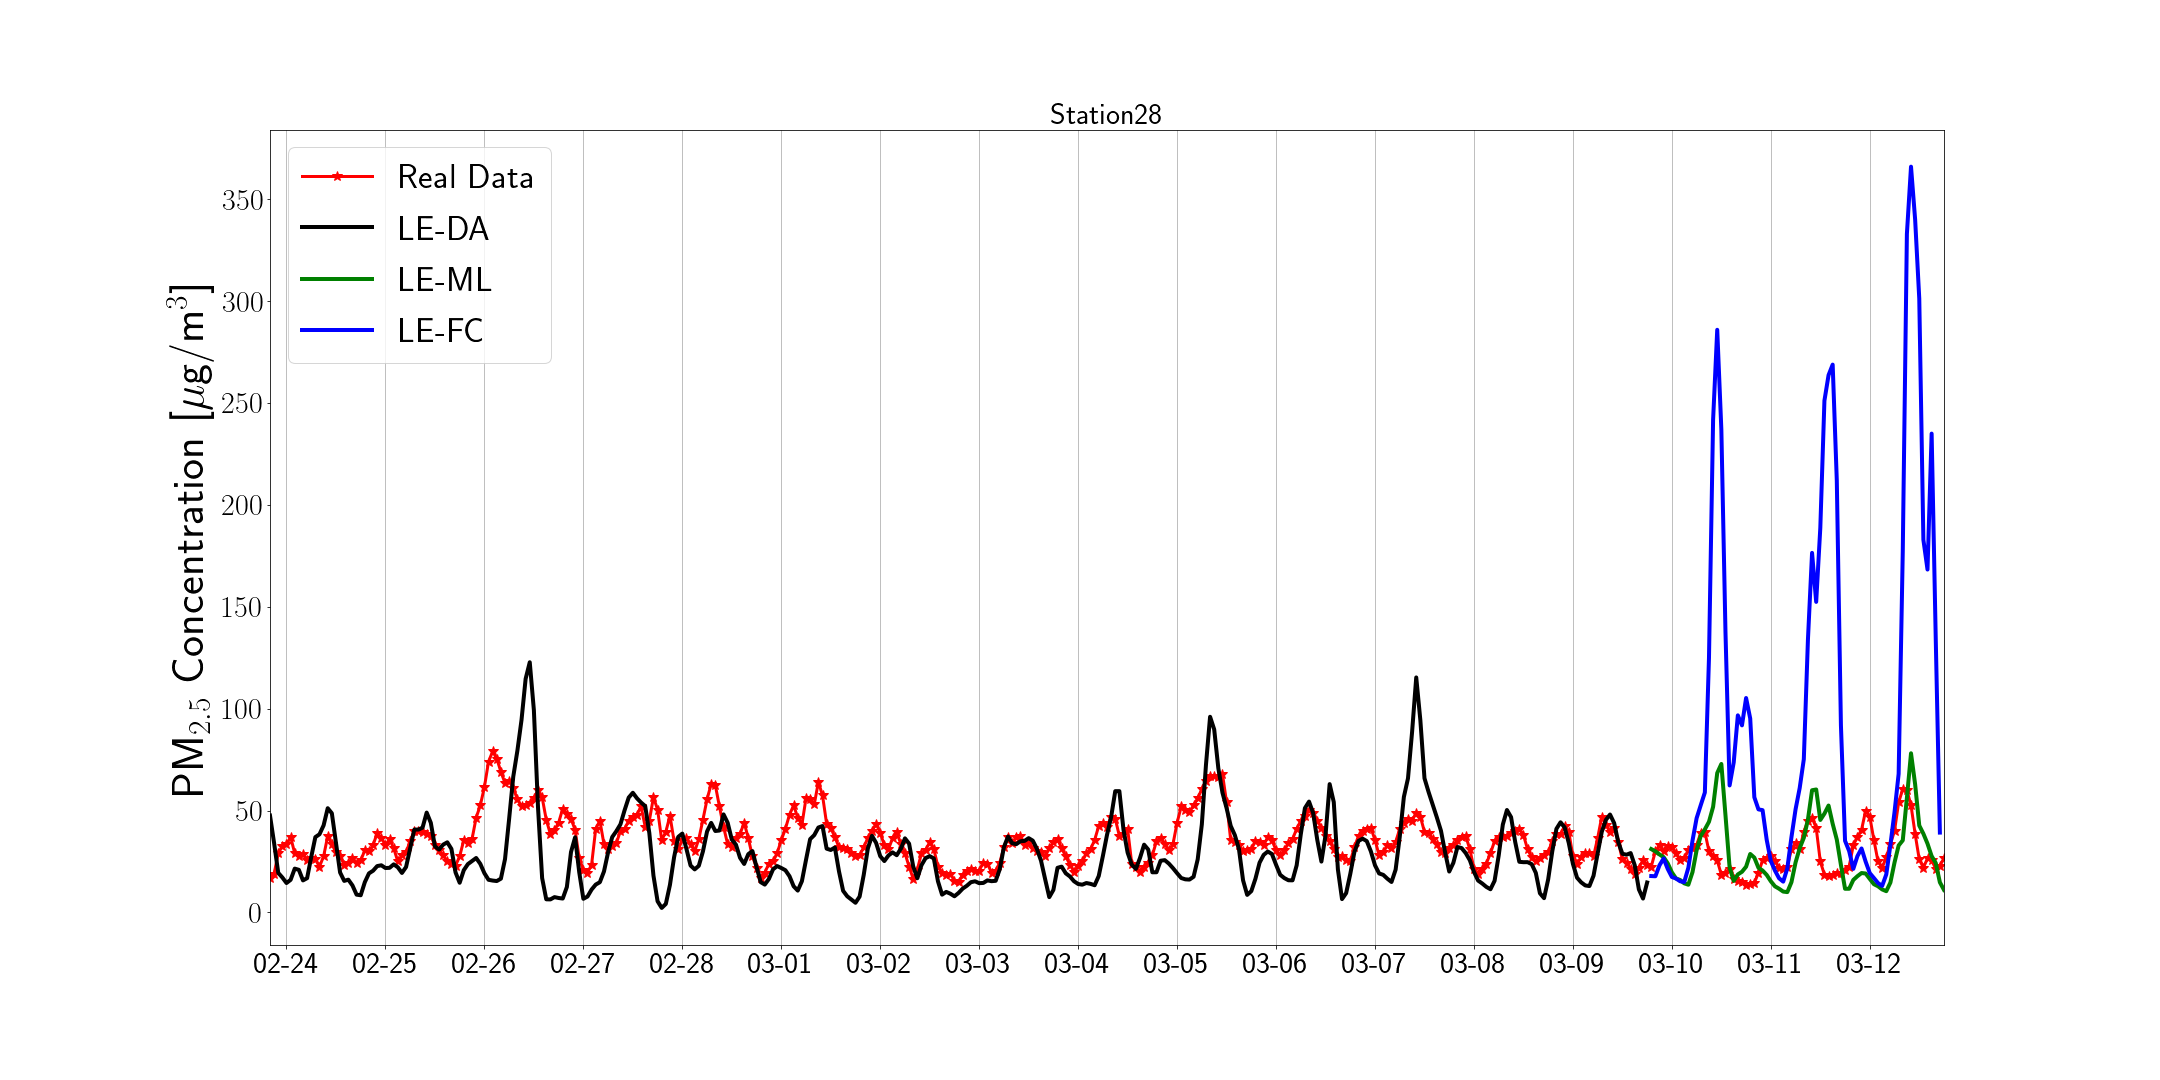 Station28
Real Data
LE-DA
LE-ML
LE-FC
PM₂.₅ Concentration [μg/m³]
350
300
250
200
150
100
50
0
02-24 02-25 02-26 02-27 02-28 03-01 03-02 03-03 03-04 03-05 03-06 03-07 03-08 03-09 03-10 03-11 03-12